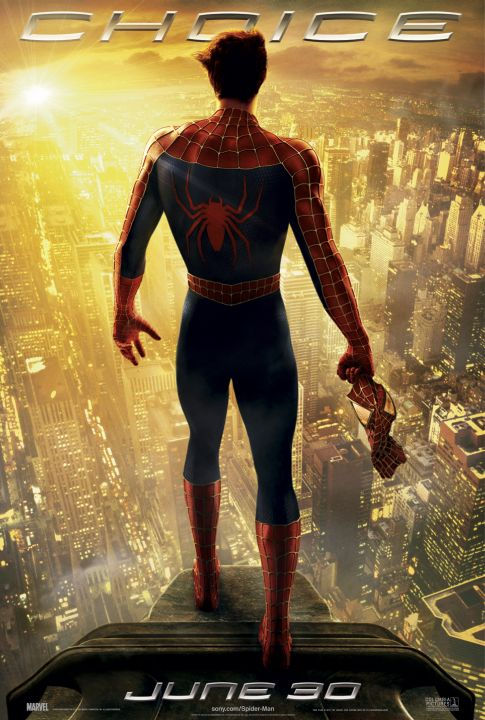 CHOICE
JUNE 30
MARVEL
sony.com/Spider-Man
COLUMBIA
PICTURES